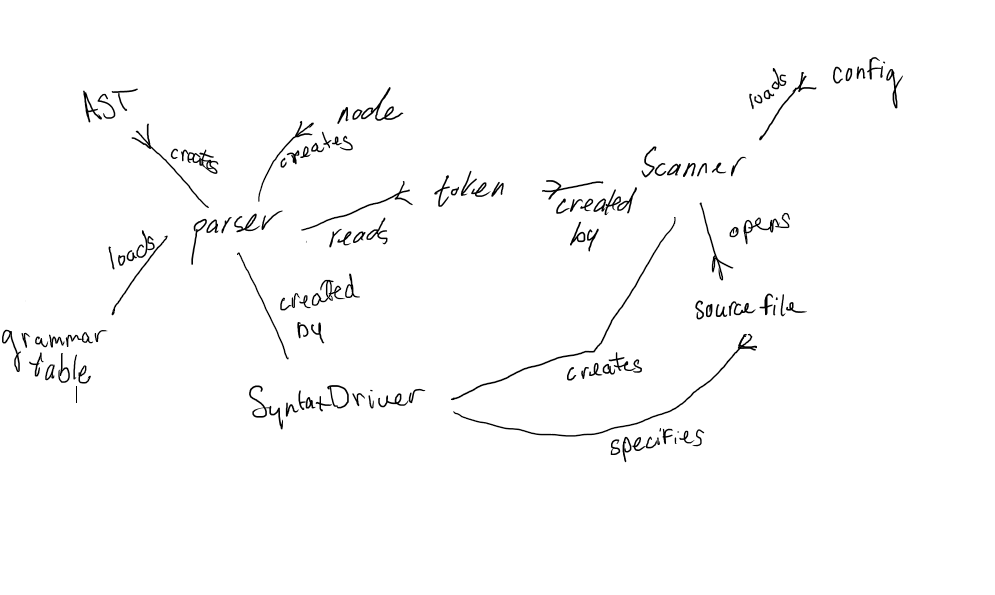 config
loads
AST
node
creates
creates
Scanner
token
created
by
parser
reads
opens
loads
created
by
source file
grammar
table
SyntaxDriver
creates
specifies